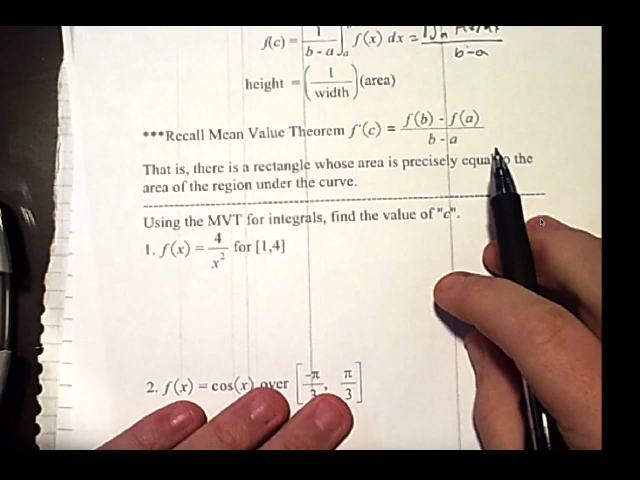 f(c) = 1/(b - a) ∫ₐ f(x) dx =
b-a
height = (1/width)(area)
***Recall Mean Value Theorem f'(c) = (f(b) - f(a))/(b - a)
That is, there is a rectangle whose area is precisely equal to the
area of the region under the curve.
Using the MVT for integrals, find the value of "c".
1. f(x) = 4/x² for [1,4]
2. f(x) = cos(x) over [-π/3, π/3]